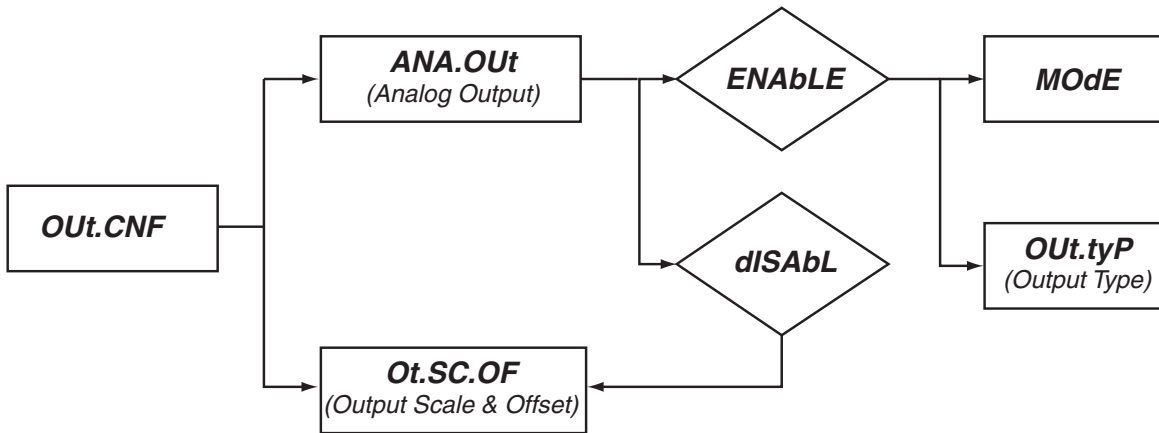 ANA.OUt
(Analog Output)
ENAbLE
MOdE
OUt.CNF
dISAbL
OUt.tyP
(Output Type)
Ot.SC.OF
(Output Scale & Offset)